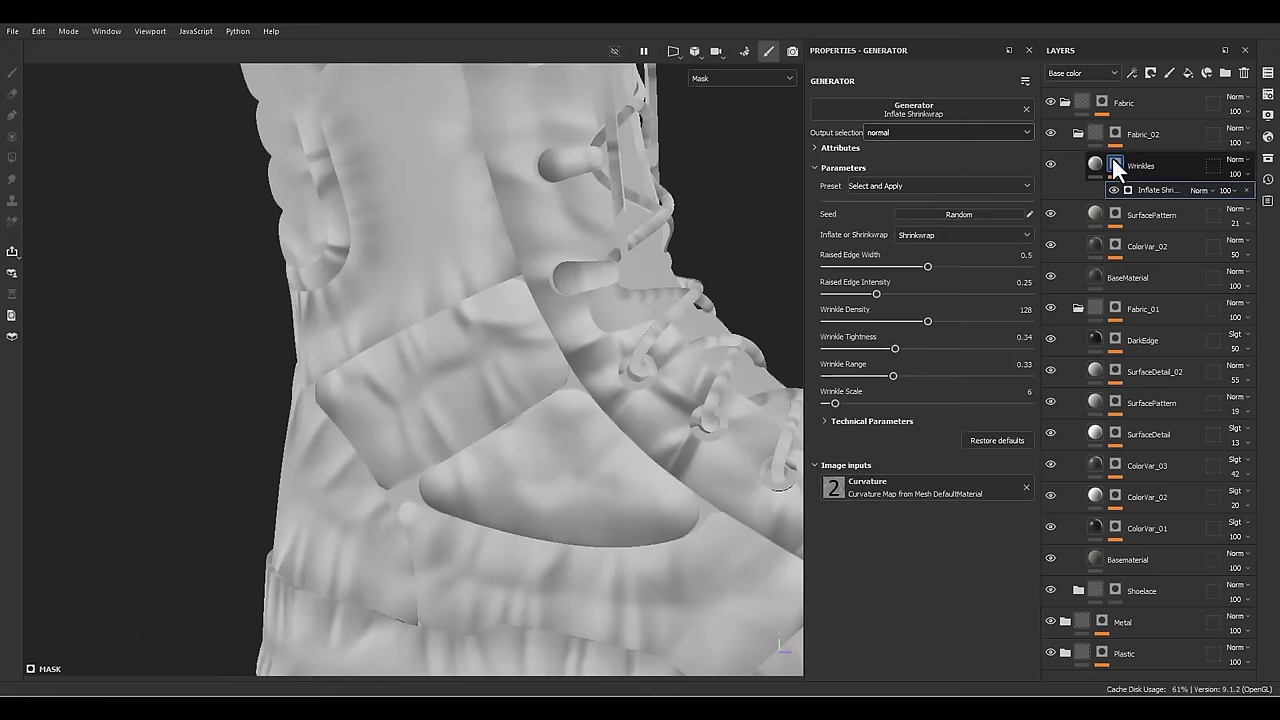 File Edit Mode Window Viewport JavaScript Python Help
Mask
MASK
PROPERTIES - GENERATOR
GENERATOR
Generator
Inflate Shrinkwrap
Output selection normal
Attributes
Parameters
Preset Select and Apply
Seed Random
Inflate or Shrinkwrap Shrinkwrap
Raised Edge Width 0.5
Raised Edge Intensity 0.25
Wrinkle Density 128
Wrinkle Tightness 0.34
Wrinkle Range 0.33
Wrinkle Scale 6
Technical Parameters
Restore defaults
Image inputs
2 Curvature
Curvature Map from Mesh DefaultMaterial
LAYERS
Base color
Fabric Norm 100
Fabric_02 Norm 100
Wrinkles Norm 100
Inflate Shri... Norm 100
SurfacePattern Norm 21
ColorVar_02 Norm 50
BaseMaterial Norm 100
Fabric_01 Norm 100
DarkEdge Slgt 50
SurfaceDetail_02 Norm 55
SurfacePattern Norm 19
SurfaceDetail Slgt 13
ColorVar_03 Slgt 42
ColorVar_02 Slgt 20
ColorVar_01 Slgt 100
Basematerial Norm 100
Shoelace Norm 100
Metal Norm 100
Plastic Norm 100
Cache Disk Usage: 61% | Version: 9.1.2 (OpenGL)